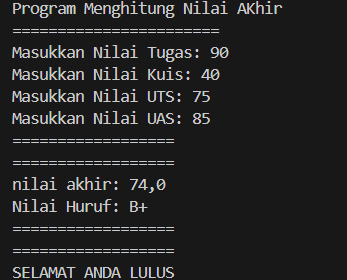 Program Menghitung Nilai AKhir
=======================
Masukkan Nilai Tugas: 90
Masukkan Nilai Kuis: 40
Masukkan Nilai UTS: 75
Masukkan Nilai UAS: 85
==================
==================
nilai akhir: 74,0
Nilai Huruf: B+
==================
==================
SELAMAT ANDA LULUS